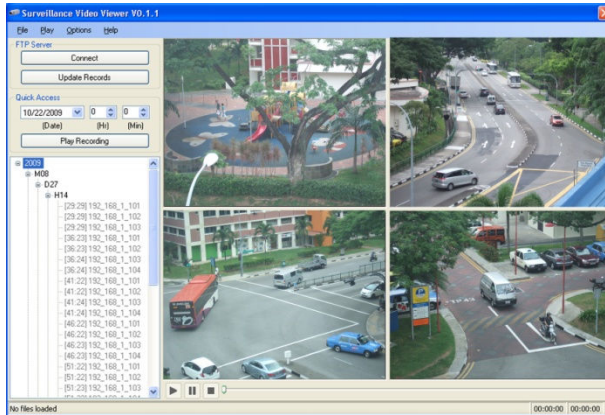 Surveillance Video Viewer V0.1.1
File Play Options Help
FTP Server
Connect
Update Records
Quick Access
10/22/2009 0 0
(Date) (Hr) (Min)
Play Recording
2009
M08
D27
H14
[29:29] 192_168_1_101
[29:29] 192_168_1_102
[29:29] 192_168_1_103
[36:23] 192_168_1_101
[36:23] 192_168_1_102
[36:24] 192_168_1_103
[36:24] 192_168_1_104
[41:22] 192_168_1_101
[41:22] 192_168_1_102
[41:24] 192_168_1_103
[41:24] 192_168_1_104
[46:22] 192_168_1_101
[46:22] 192_168_1_102
[46:23] 192_168_1_103
[46:23] 192_168_1_104
[51:22] 192_168_1_101
[51:22] 192_168_1_102
[51:23] 192_168_1_103
No files loaded
00:00:00 00:00:00